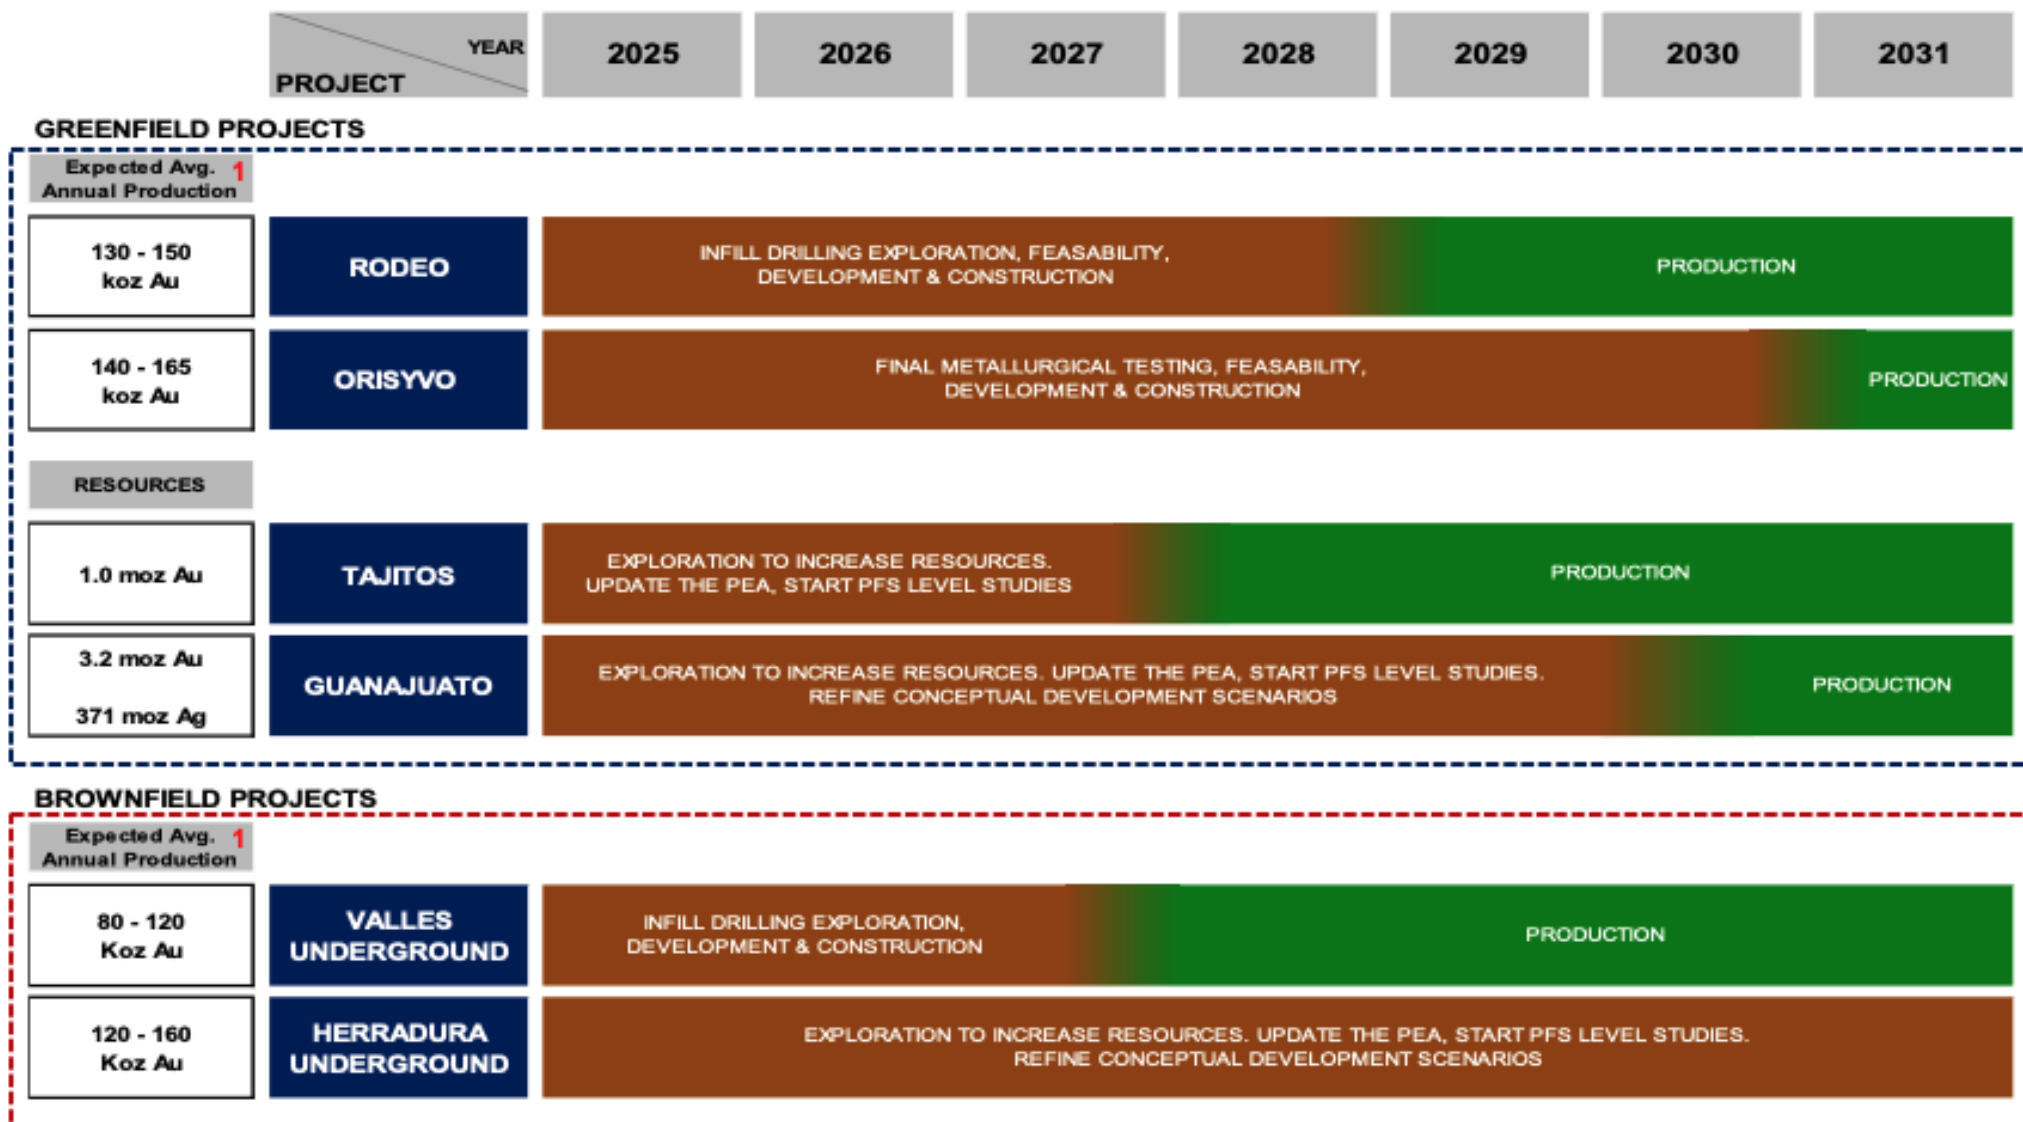 YEAR
PROJECT
2025 2026 2027 2028 2029 2030 2031
GREENFIELD PROJECTS
Expected Avg. 1
Annual Production
130 - 150
koz Au
RODEO
INFILL DRILLING EXPLORATION, FEASABILITY,
DEVELOPMENT & CONSTRUCTION
PRODUCTION
140 - 165
koz Au
ORISYVO
FINAL METALLURGICAL TESTING, FEASABILITY,
DEVELOPMENT & CONSTRUCTION
PRODUCTION
RESOURCES
1.0 moz Au
TAJITOS
EXPLORATION TO INCREASE RESOURCES.
UPDATE THE PEA, START PFS LEVEL STUDIES
PRODUCTION
3.2 moz Au
371 moz Ag
GUANAJUATO
EXPLORATION TO INCREASE RESOURCES. UPDATE THE PEA, START PFS LEVEL STUDIES.
REFINE CONCEPTUAL DEVELOPMENT SCENARIOS
PRODUCTION
BROWNFIELD PROJECTS
Expected Avg. 1
Annual Production
80 - 120
Koz Au
VALLES
UNDERGROUND
INFILL DRILLING EXPLORATION,
DEVELOPMENT & CONSTRUCTION
PRODUCTION
120 - 160
Koz Au
HERRADURA
UNDERGROUND
EXPLORATION TO INCREASE RESOURCES. UPDATE THE PEA, START PFS LEVEL STUDIES.
REFINE CONCEPTUAL DEVELOPMENT SCENARIOS